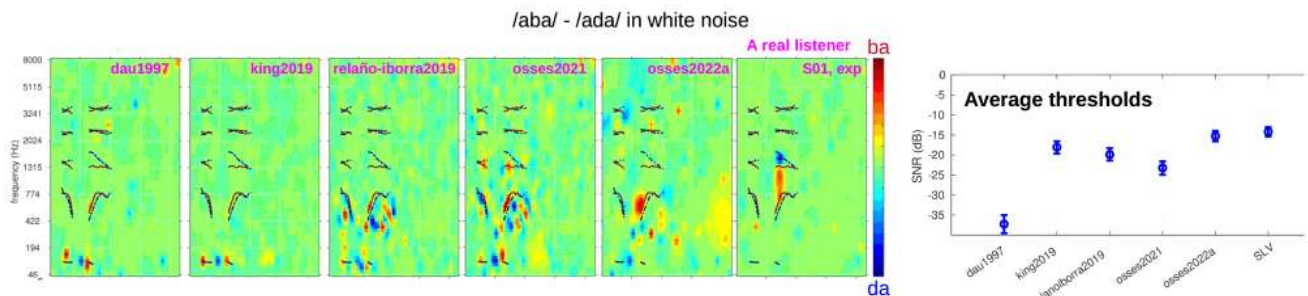 /aba/ - /ada/ in white noise
A real listener
ba
dau1997
king2019
relaño-iborra2019
osses2021
osses2022a
S01, exp
8000
5115
3241
2024
1315
774
422
194
46
frequency (Hz)
da
Average thresholds
0
-5
-10
-15
-20
-25
-30
-35
SNR (dB)
dau1997
king2019
relanoiborra2019
osses2021
osses2022a
SLV